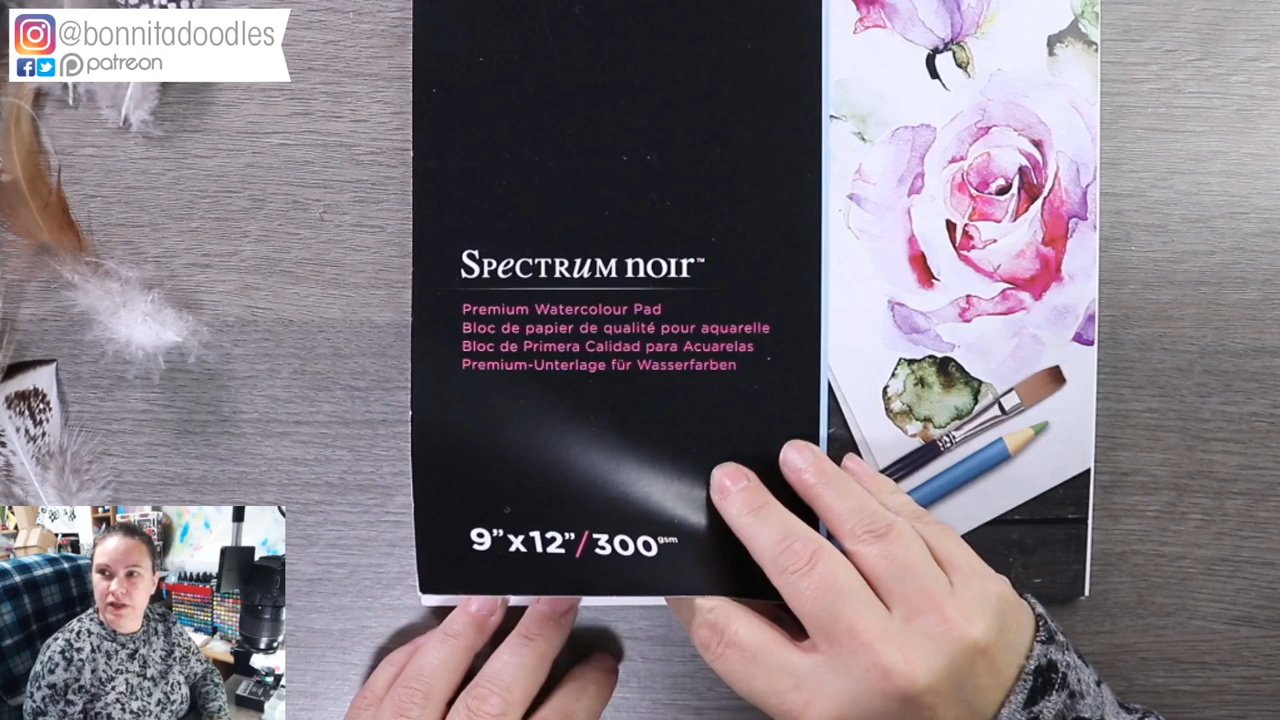 @bonnitadoodles
patreon
SPECTRUM NOIR™
Premium Watercolour Pad
Bloc de papier de qualité pour aquarelle
Bloc de Primera Calidad para Acuarelas
Premium-Unterlage für Wasserfarben
9"x12"/300gsm